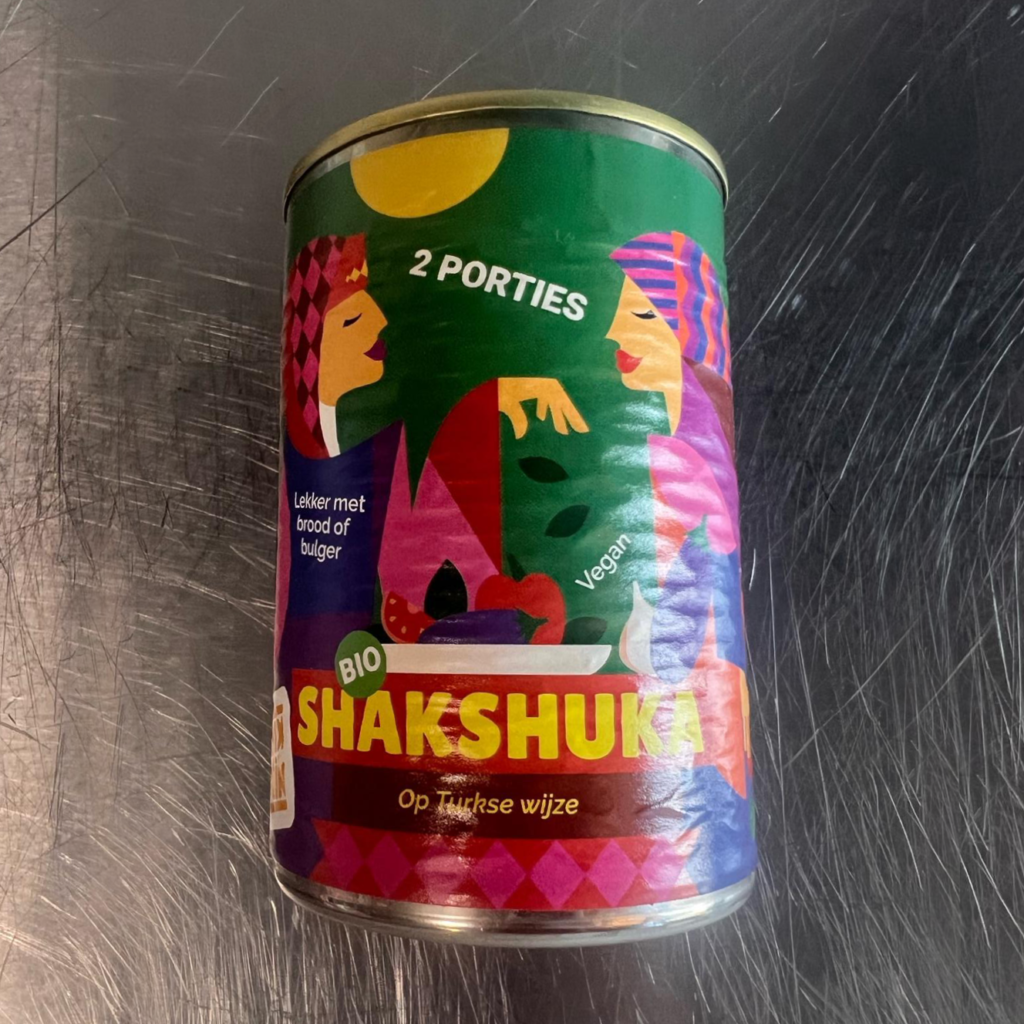 2 PORTIES
Lekker met
brood of
bulger
Vegan
BIO
SHAKSHUKA
Op Turkse wijze